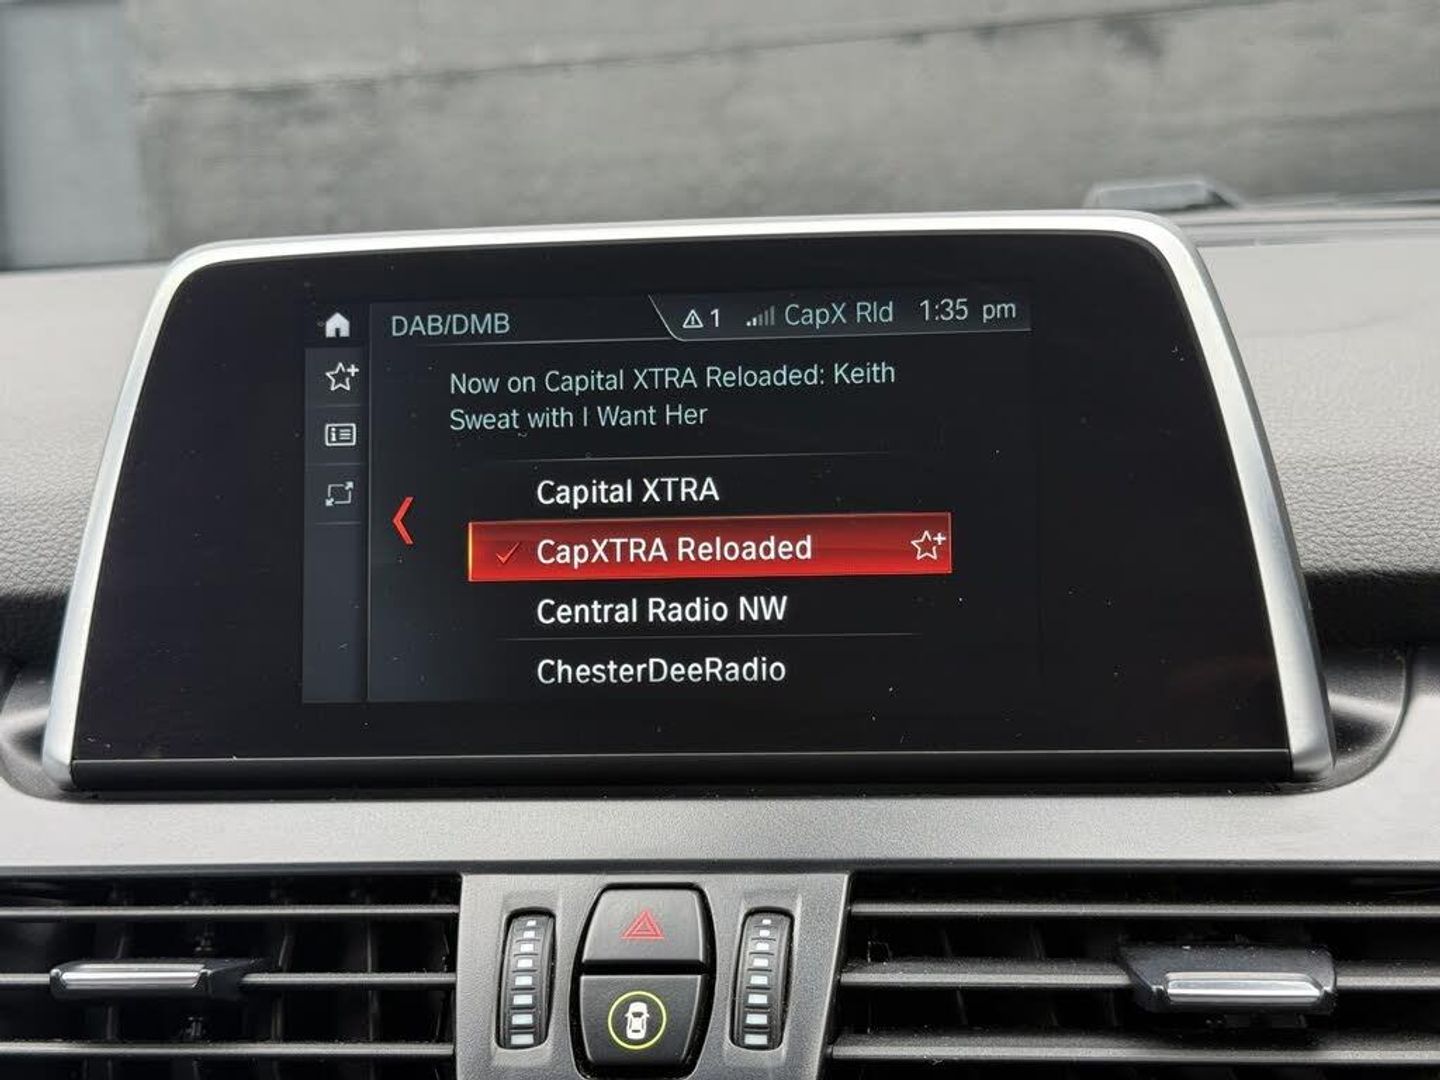 DAB/DMB
1 CapX Rld 1:35 pm
Now on Capital XTRA Reloaded: Keith
Sweat with I Want Her
Capital XTRA
CapXTRA Reloaded
Central Radio NW
ChesterDeeRadio